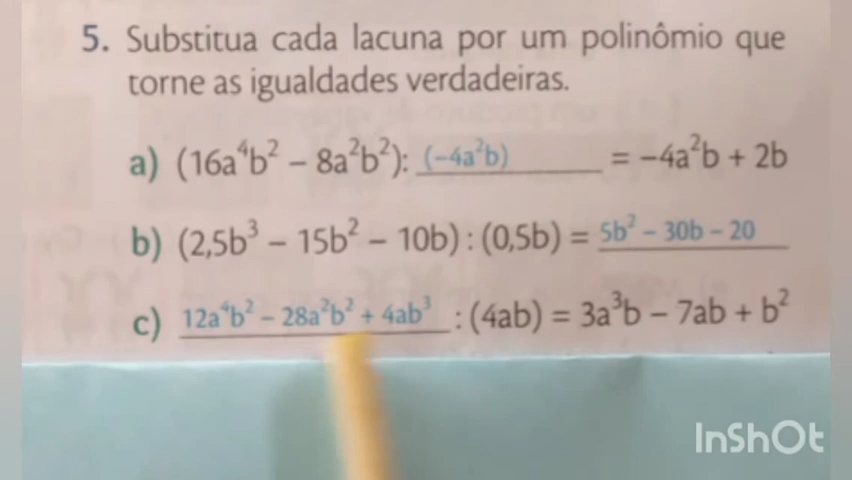 5. Substitua cada lacuna por um polinômio que
torne as igualdades verdadeiras.
a) (16a⁴b² – 8a²b²): (–4a²b) = –4a²b + 2b
b) (2,5b³ – 15b² – 10b) : (0,5b) = 5b² – 30b – 20
c) 12a⁴b² – 28a²b² + 4ab³ : (4ab) = 3a³b – 7ab + b²
InShOt